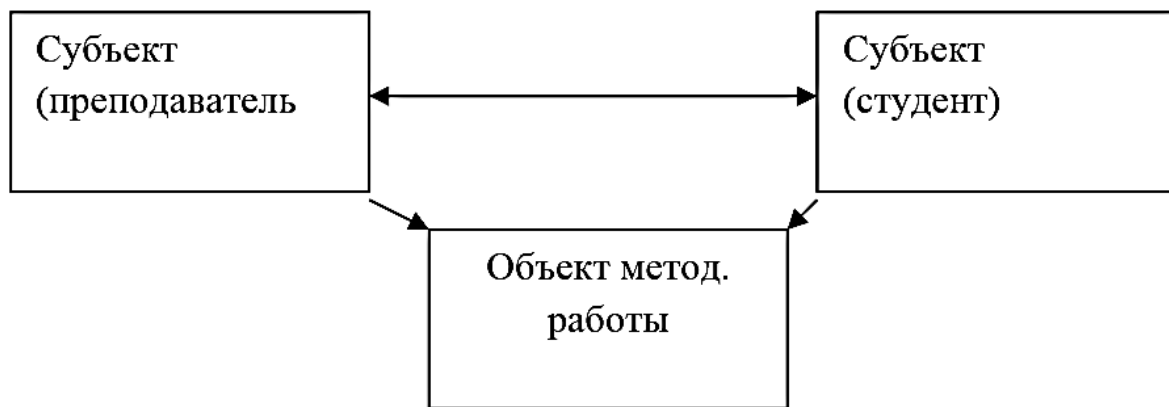 Субъект
(преподаватель
Субъект
(студент)
Объект метод.
работы